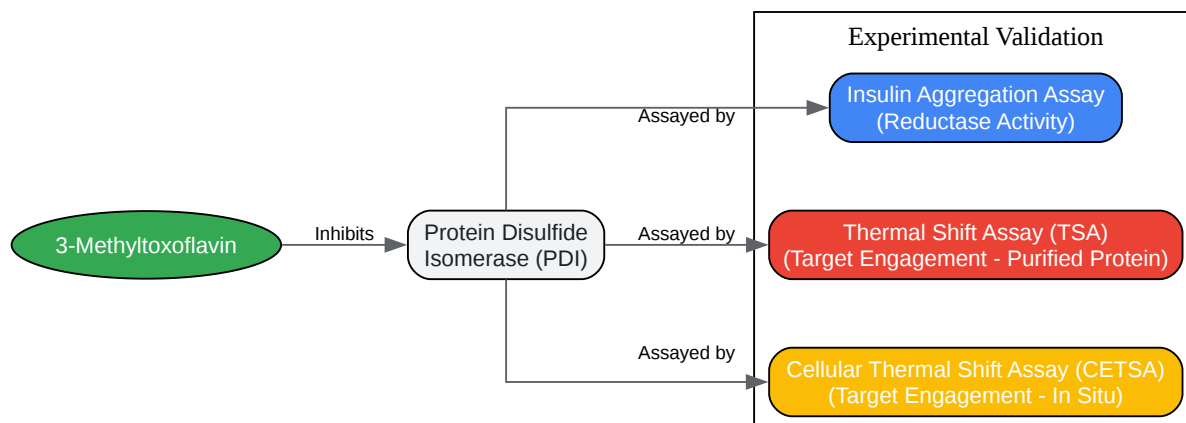 Experimental Validation
Insulin Aggregation Assay
(Reductase Activity)
Assayed by
3-Methyltoxoflavin
Inhibits
Protein Disulfide
Isomerase (PDI)
Assayed by
Thermal Shift Assay (TSA)
(Target Engagement - Purified Protein)
Assayed by
Cellular Thermal Shift Assay (CETSA)
(Target Engagement - In Situ)